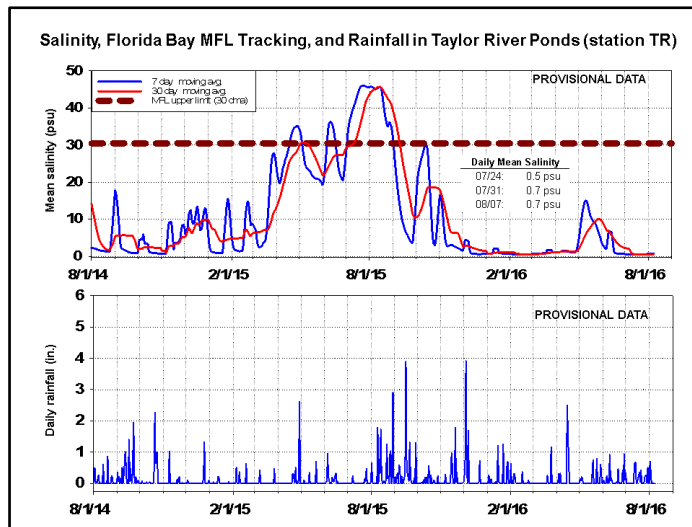 Salinity, Florida Bay MFL Tracking, and Rainfall in Taylor River Ponds (station TR)
50
40
30
20
10
0
Mean salinity (psu)
7 day moving avg.
30 day moving avg.
MFL upper limit (30 dma)
PROVISIONAL DATA
Daily Mean Salinity
07/24: 0.5 psu
07/31: 0.7 psu
08/07: 0.7 psu
8/1/14 2/1/15 8/1/15 2/1/16 8/1/16
6
5
4
3
2
1
0
Daily rainfall (in.)
PROVISIONAL DATA
8/1/14 2/1/15 8/1/15 2/1/16 8/1/16